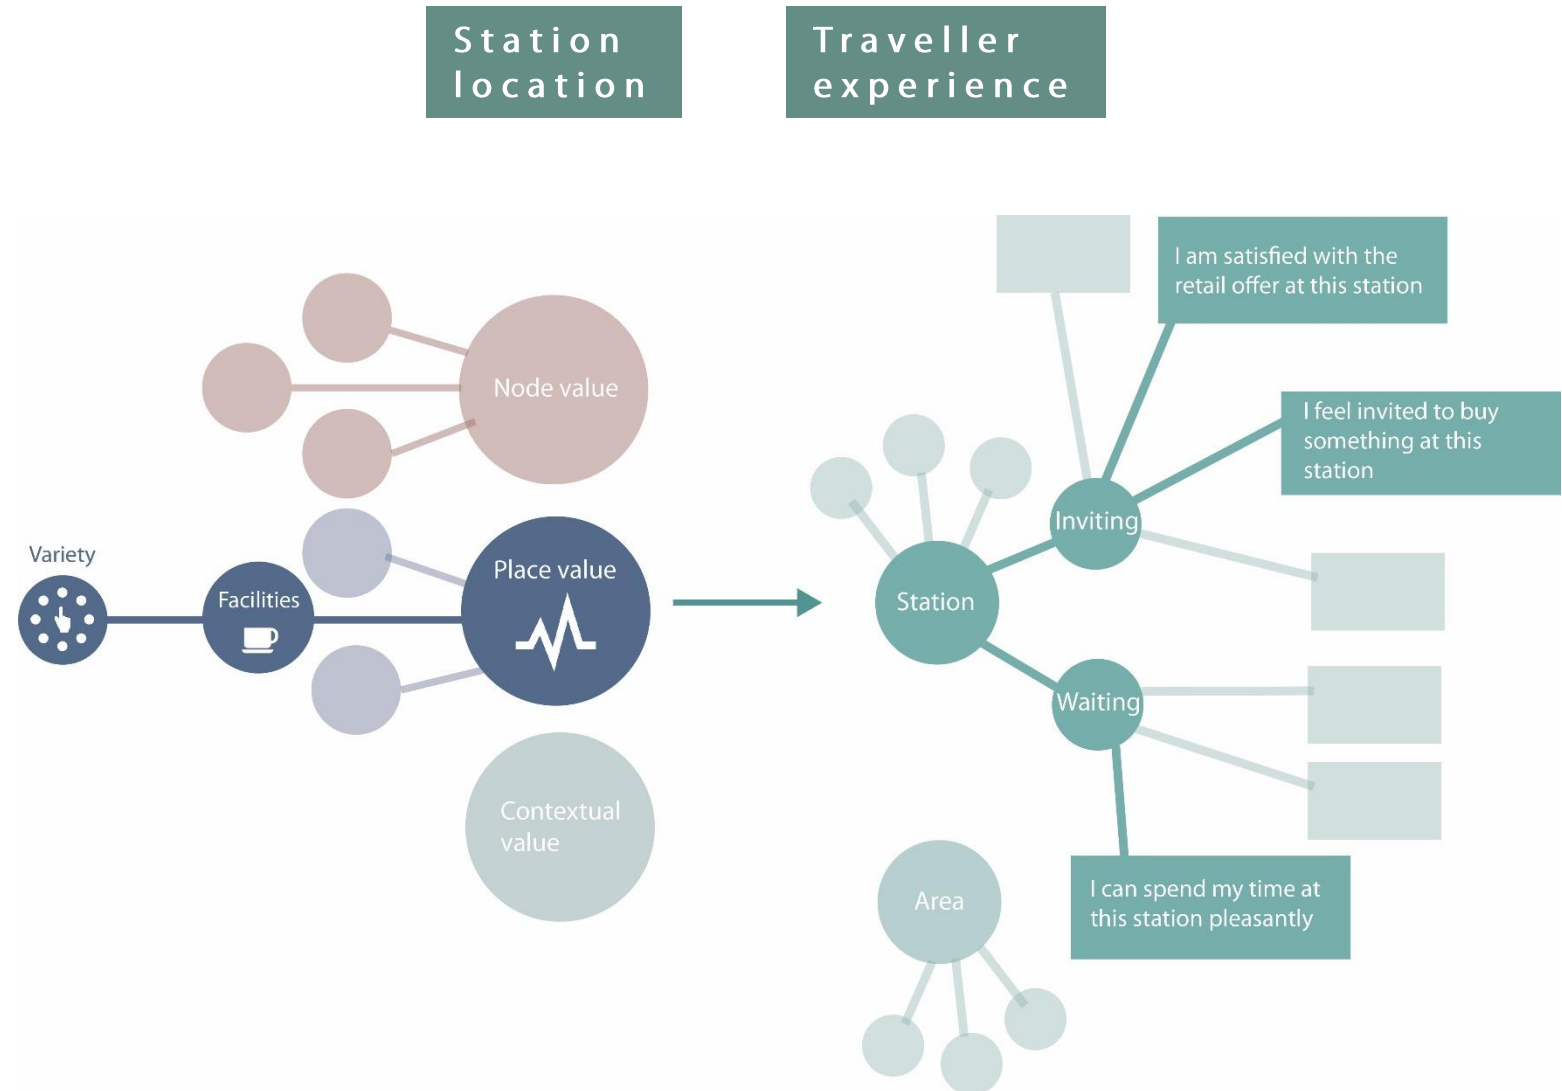 Station
location
Traveller
experience
I am satisfied with the
retail offer at this station
Node value
I feel invited to buy
something at this
station
Inviting
Variety
Place value
Facilities
Station
Waiting
Contextual
value
I can spend my time at
this station pleasantly
Area